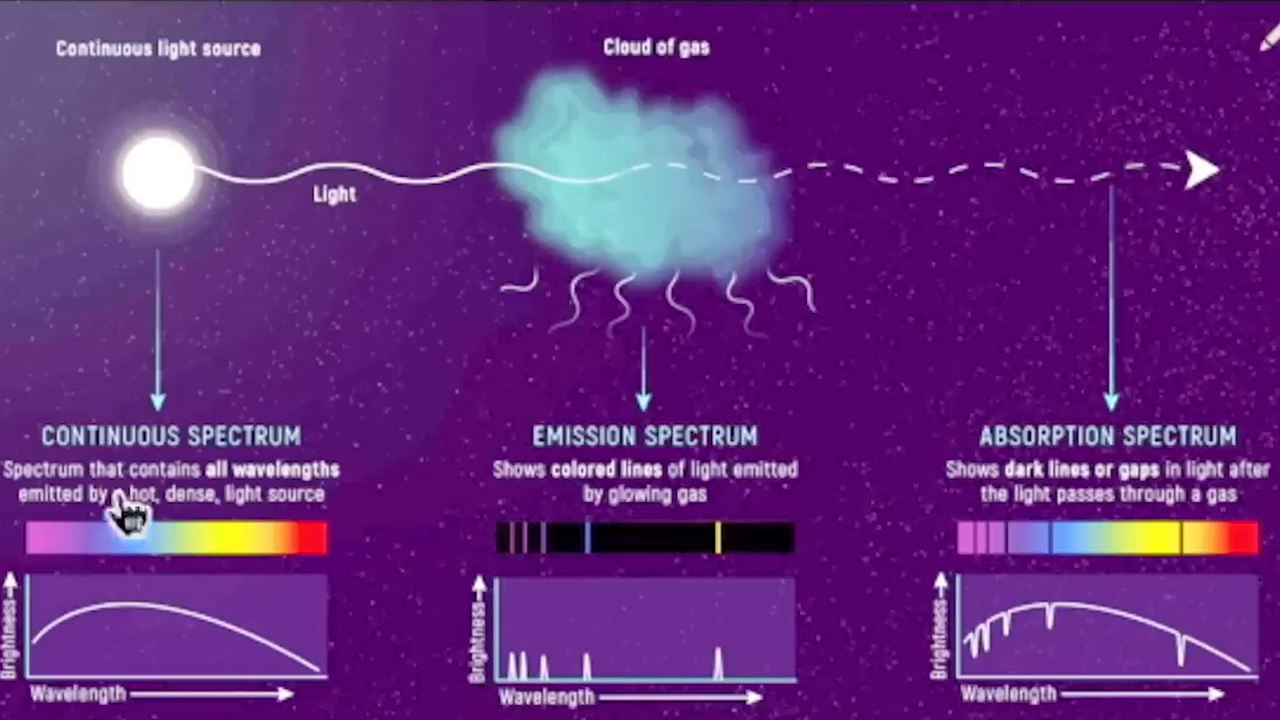 Continuous light source
Cloud of gas
Light
CONTINUOUS SPECTRUM
Spectrum that contains all wavelengths
emitted by hot, dense, light source
Brightness
Wavelength
EMISSION SPECTRUM
Shows colored lines of light emitted
by glowing gas
Brightness
Wavelength
ABSORPTION SPECTRUM
Shows dark lines or gaps in light after
the light passes through a gas
Brightness
Wavelength